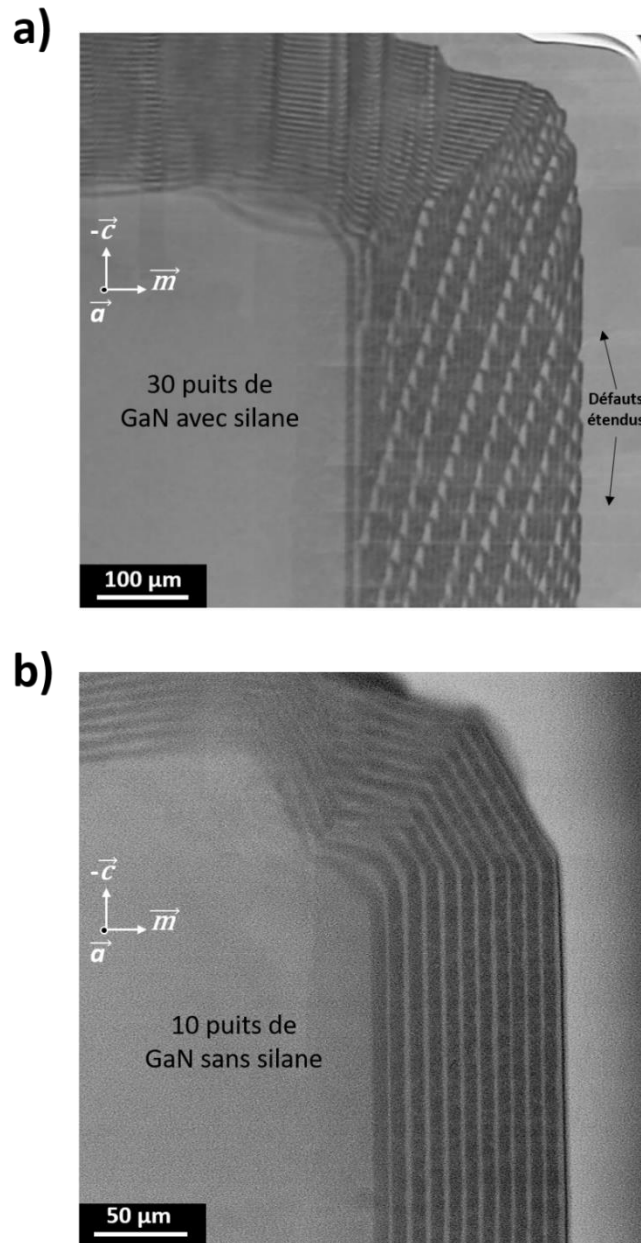 a)
-c
m
a
30 puits de
GaN avec silane
Défauts
étendus
100 µm
b)
-c
m
a
10 puits de
GaN sans silane
50 µm